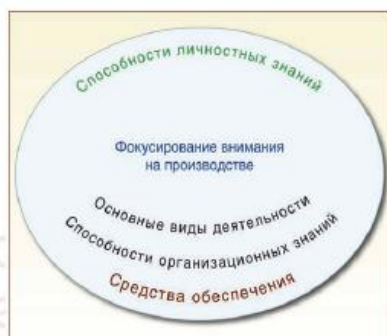 Способности личностных знаний
Фокусирование внимания
на производстве
Основные виды деятельности
Способности организационных знаний
Средства обеспечения